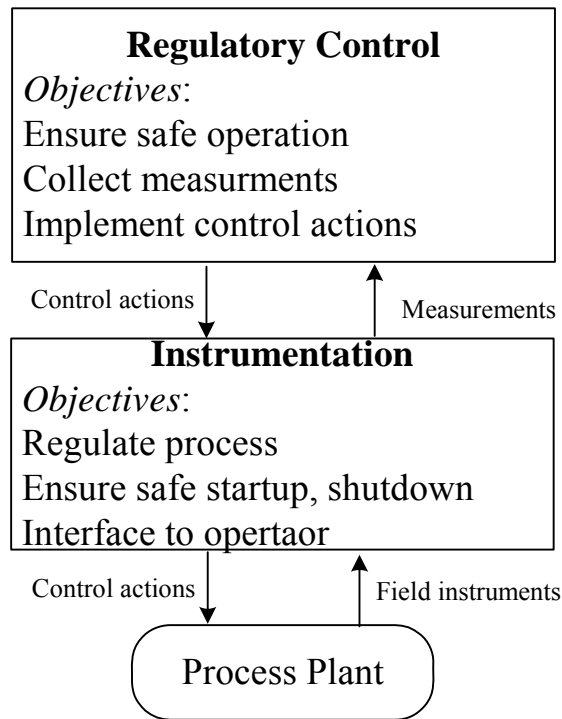 Regulatory Control
Objectives:
Ensure safe operation
Collect measurments
Implement control actions
Control actions
Measurements
Instrumentation
Objectives:
Regulate process
Ensure safe startup, shutdown
Interface to opertaor
Control actions
Field instruments
Process Plant